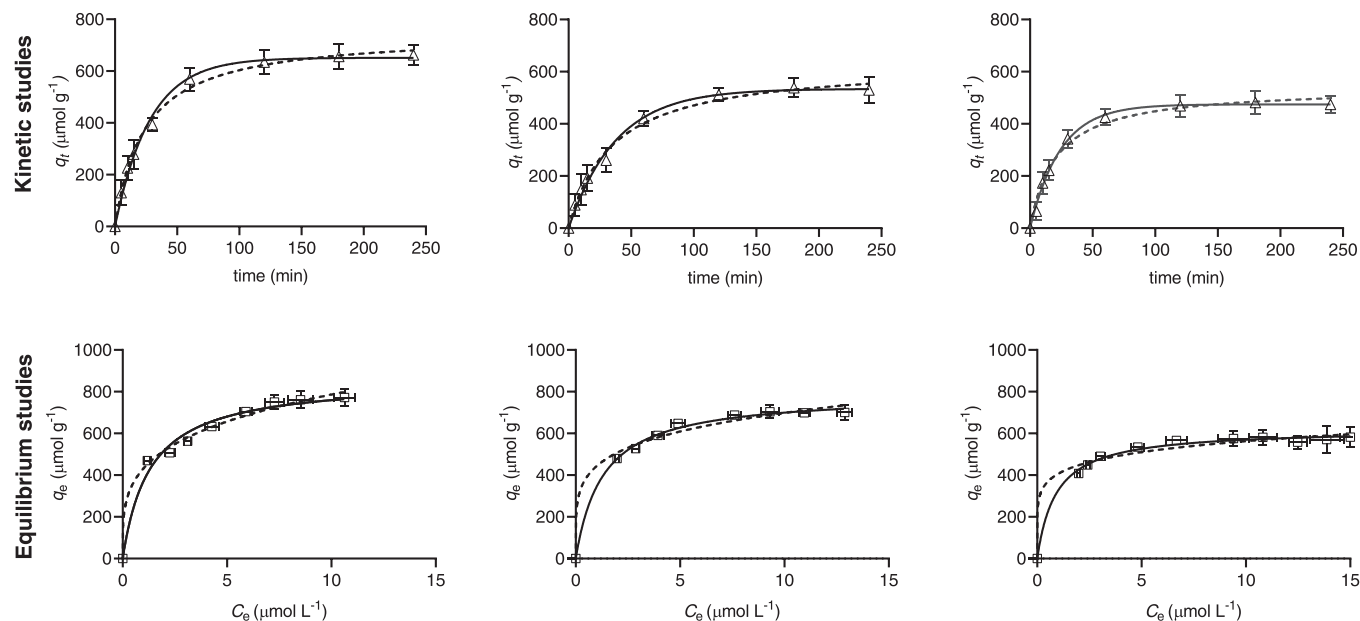 Kinetic studies
800
600
400
200
0
qt (μmol g-1)
0 50 100 150 200 250
time (min)
800
600
400
200
0
qt (μmol g-1)
0 50 100 150 200 250
time (min)
800
600
400
200
0
qt (μmol g-1)
0 50 100 150 200 250
time (min)
Equilibrium studies
1000
800
600
400
200
0
qe (μmol g-1)
0 5 10 15
Ce (μmol L-1)
1000
800
600
400
200
0
qe (μmol g-1)
0 5 10 15
Ce (μmol L-1)
1000
800
600
400
200
0
qe (μmol g-1)
0 5 10 15
Ce (μmol L-1)